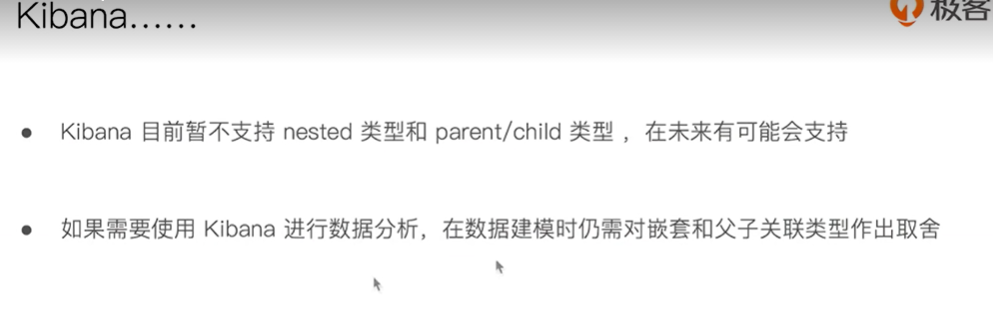 Kibana......
极客
● Kibana 目前暂不支持 nested 类型和 parent/child 类型 ，在未来有可能会支持
● 如果需要使用 Kibana 进行数据分析，在数据建模时仍需对嵌套和父子关联类型作出取舍